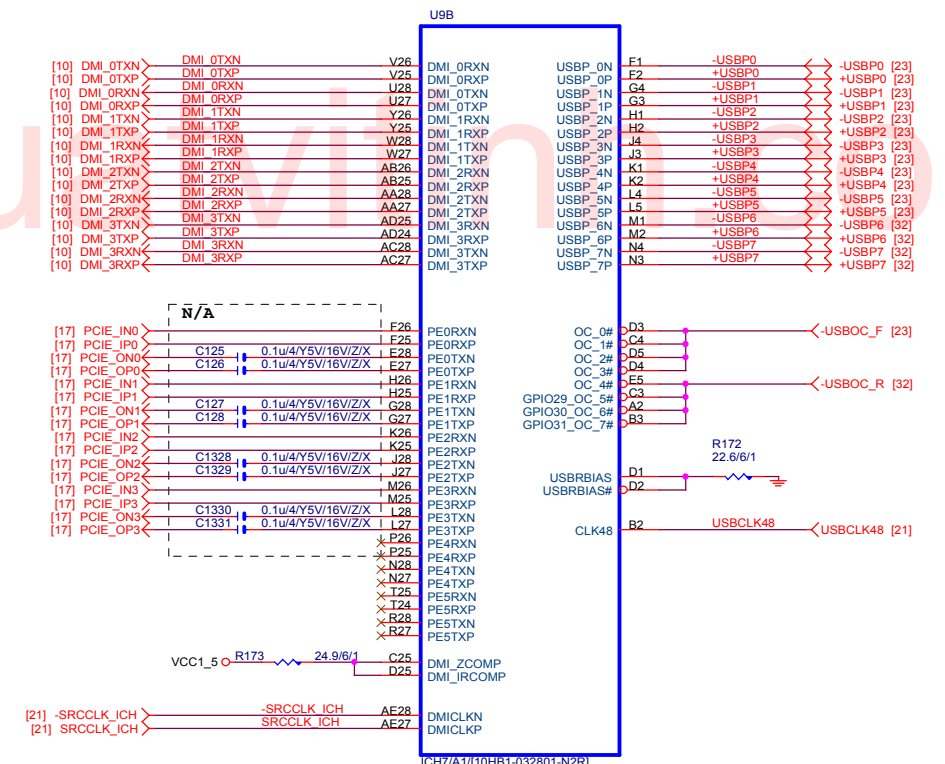 U9B
[10] DMI_0TXN DMI_0TXN V26 DMI_0RXN USBP_0N F1 -USBP0 -USBP0 [23]
[10] DMI_0TXP DMI_0TXP V25 DMI_0RXP USBP_0P F2 +USBP0 +USBP0 [23]
[10] DMI_0RXN DMI_0RXN U28 DMI_0TXN USBP_1N G4 -USBP1 -USBP1 [23]
[10] DMI_0RXP DMI_0RXP U27 DMI_0TXP USBP_1P G3 +USBP1 +USBP1 [23]
[10] DMI_1TXN DMI_1TXN Y26 DMI_1RXN USBP_2N H1 -USBP2 -USBP2 [23]
[10] DMI_1TXP DMI_1TXP Y25 DMI_1RXP USBP_2P H2 +USBP2 +USBP2 [23]
[10] DMI_1RXN DMI_1RXN W28 DMI_1TXN USBP_3N J4 -USBP3 -USBP3 [23]
[10] DMI_1RXP DMI_1RXP W27 DMI_1TXP USBP_3P J3 +USBP3 +USBP3 [23]
[10] DMI_2TXN DMI_2TXN AB26 DMI_2RXN USBP_4N K1 -USBP4 -USBP4 [23]
[10] DMI_2TXP DMI_2TXP AB25 DMI_2RXP USBP_4P K2 +USBP4 +USBP4 [23]
[10] DMI_2RXN DMI_2RXN AA28 DMI_2TXN USBP_5N L4 -USBP5 -USBP5 [23]
[10] DMI_2RXP DMI_2RXP AA27 DMI_2TXP USBP_5P L5 +USBP5 +USBP5 [23]
[10] DMI_3TXN DMI_3TXN AD25 DMI_3RXN USBP_6N M1 -USBP6 -USBP6 [32]
[10] DMI_3TXP DMI_3TXP AD24 DMI_3RXP USBP_6P M2 +USBP6 +USBP6 [32]
[10] DMI_3RXN DMI_3RXN AC28 DMI_3TXN USBP_7N N4 -USBP7 -USBP7 [32]
[10] DMI_3RXP DMI_3RXP AC27 DMI_3TXP USBP_7P N3 +USBP7 +USBP7 [32]
N/A
[17] PCIE_IN0 F26 PE0RXN OC_0# D3 -USBOC_F [23]
[17] PCIE_IP0 F25 PE0RXP OC_1# C4
[17] PCIE_ON0 C125 0.1u/4/Y5V/16V/Z/X E28 PE0TXN OC_2# D5
[17] PCIE_OP0 C126 0.1u/4/Y5V/16V/Z/X E27 PE0TXP OC_3# D4
[17] PCIE_IN1 H26 PE1RXN OC_4# E5 -USBOC_R [32]
[17] PCIE_IP1 H25 PE1RXP GPIO29_OC_5# C3
[17] PCIE_ON1 C127 0.1u/4/Y5V/16V/Z/X G28 PE1TXN GPIO30_OC_6# A2
[17] PCIE_OP1 C128 0.1u/4/Y5V/16V/Z/X G27 PE1TXP GPIO31_OC_7# B3
[17] PCIE_IN2 K26 PE2RXN R172
[17] PCIE_IP2 K25 PE2RXP 22.6/6/1
[17] PCIE_ON2 C1328 0.1u/4/Y5V/16V/Z/X J28 PE2TXN
[17] PCIE_OP2 C1329 0.1u/4/Y5V/16V/Z/X J27 PE2TXP USBRBIAS D1
[17] PCIE_IN3 M26 PE3RXN USBRBIAS# D2
[17] PCIE_IP3 M25 PE3RXP
[17] PCIE_ON3 C1330 0.1u/4/Y5V/16V/Z/X L28 PE3TXN
[17] PCIE_OP3 C1331 0.1u/4/Y5V/16V/Z/X L27 PE3TXP CLK48 B2 USBCLK48 USBCLK48 [21]
P26 PE4RXN
P25 PE4RXP
N28 PE4TXN
N27 PE4TXP
T25 PE5RXN
T24 PE5RXP
R28 PE5TXN
R27 PE5TXP
VCC1_5 R173 24.9/6/1 C25 DMI_ZCOMP
D25 DMI_IRCOMP
[21] -SRCCLK_ICH -SRCCLK_ICH AE28 DMICLKN
[21] SRCCLK_ICH SRCCLK_ICH AE27 DMICLKP
ICH7/A1/[10HB1-032801-N2R]